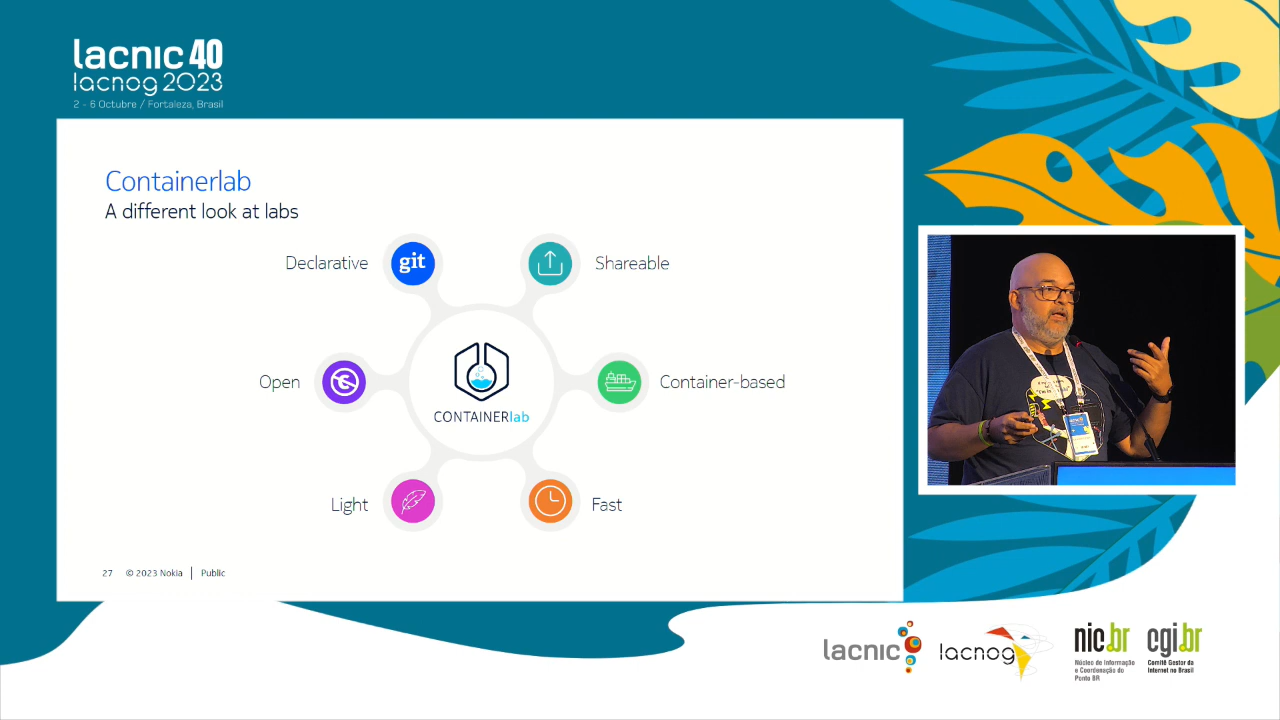 lacnic 40
lacnog 2023
2 - 6 Octubre / Fortaleza, Brasil
Containerlab
A different look at labs
Declarative
git
Shareable
Open
CONTAINERlab
Container-based
Light
Fast
27 © 2023 Nokia | Public
lacnic
lacnog
nic.br
Núcleo de Informação
e Coordenação do
Ponto BR
cgi.br
Comitê Gestor da
Internet no Brasil